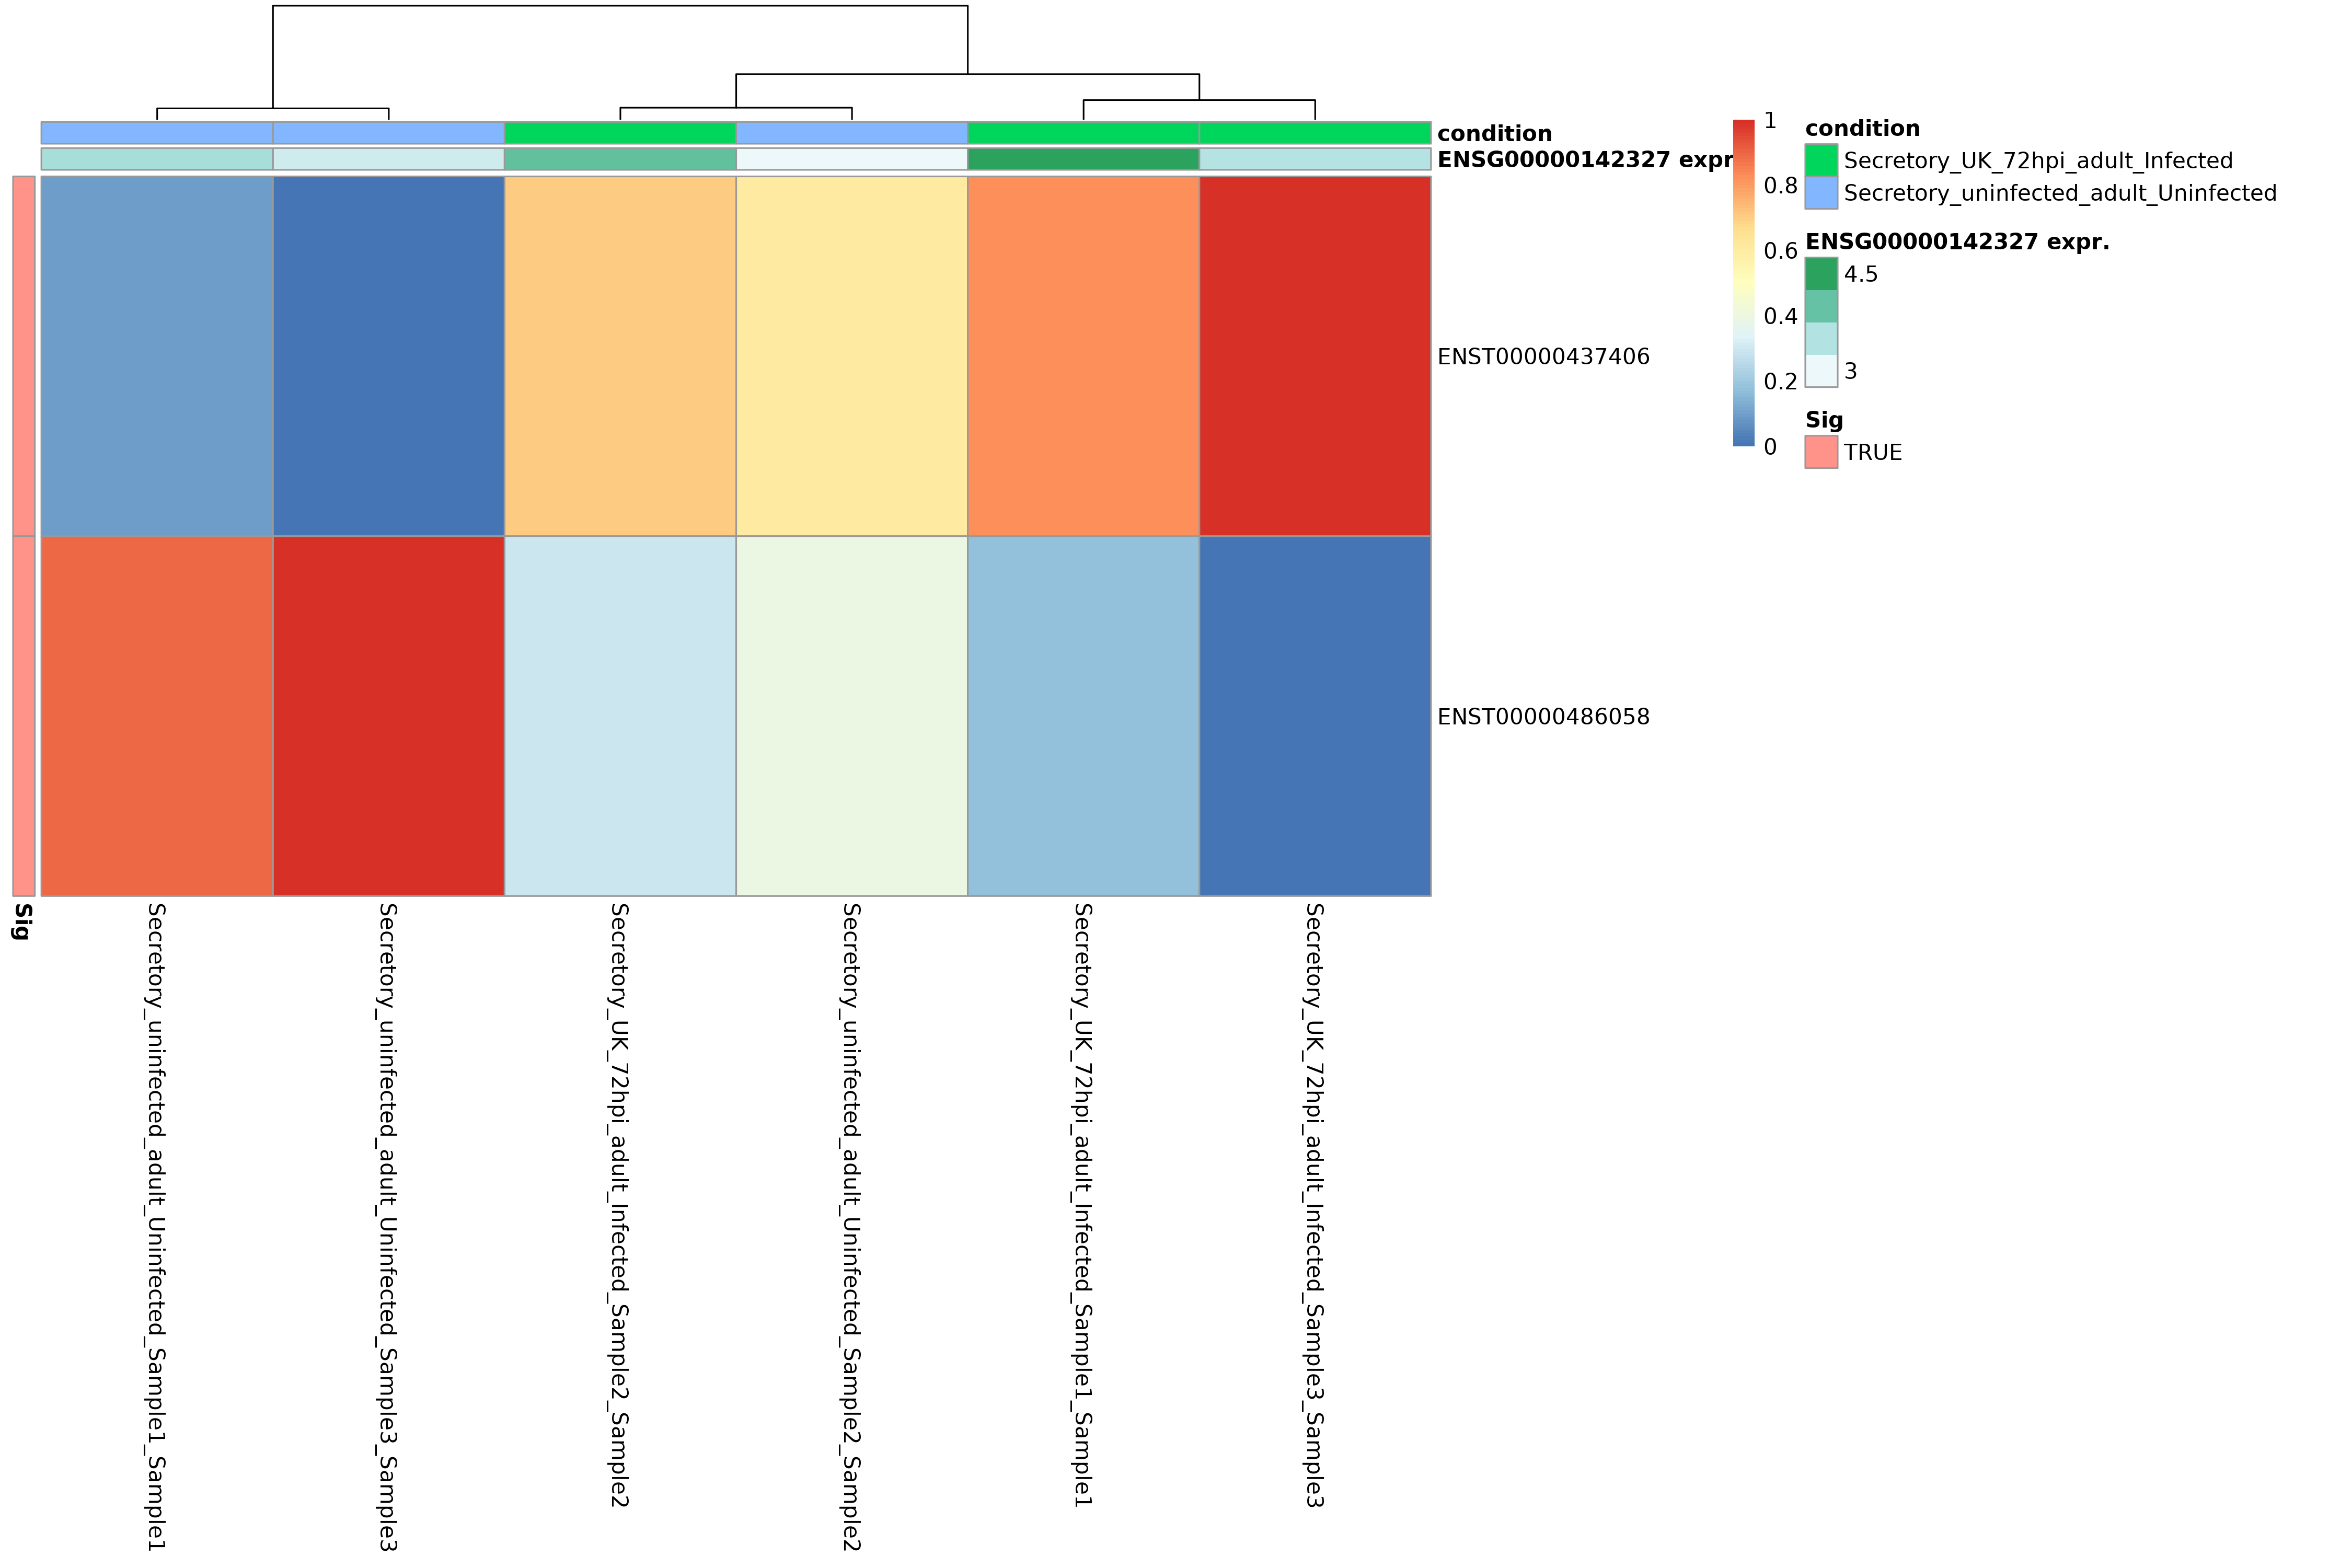 condition
ENSG00000142327 expr
ENST00000437406
ENST00000486058
1
0.8
0.6
0.4
0.2
0
condition
Secretory_UK_72hpi_adult_Infected
Secretory_uninfected_adult_Uninfected
ENSG00000142327 expr.
4.5
3
Sig
TRUE
Sig
Secretory_uninfected_adult_Uninfected_Sample1_Sample1
Secretory_uninfected_adult_Uninfected_Sample3_Sample3
Secretory_UK_72hpi_adult_Infected_Sample2_Sample2
Secretory_uninfected_adult_Uninfected_Sample2_Sample2
Secretory_UK_72hpi_adult_Infected_Sample1_Sample1
Secretory_UK_72hpi_adult_Infected_Sample3_Sample3